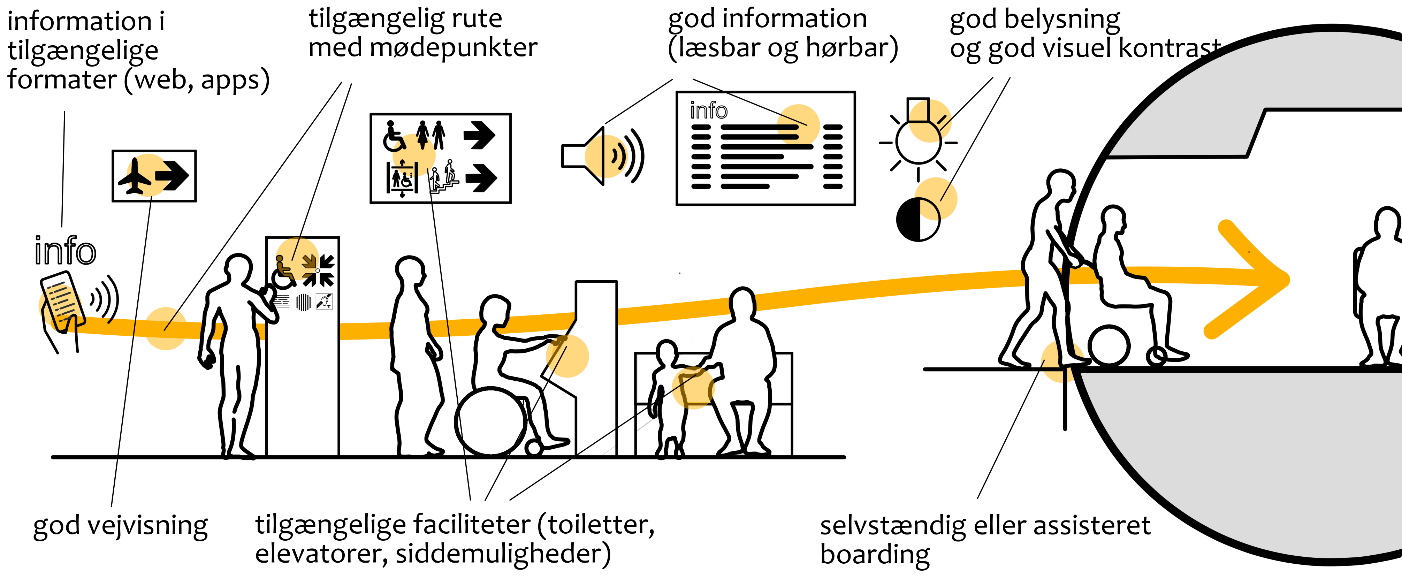 information i
tilgængelige
formater (web, apps)
tilgængelig rute
med mødepunkter
god information
(læsbar og hørbar)
god belysning
og god visuel kontrast
info
info
god vejvisning
tilgængelige faciliteter (toiletter,
elevatorer, siddemuligheder)
selvstændig eller assisteret
boarding